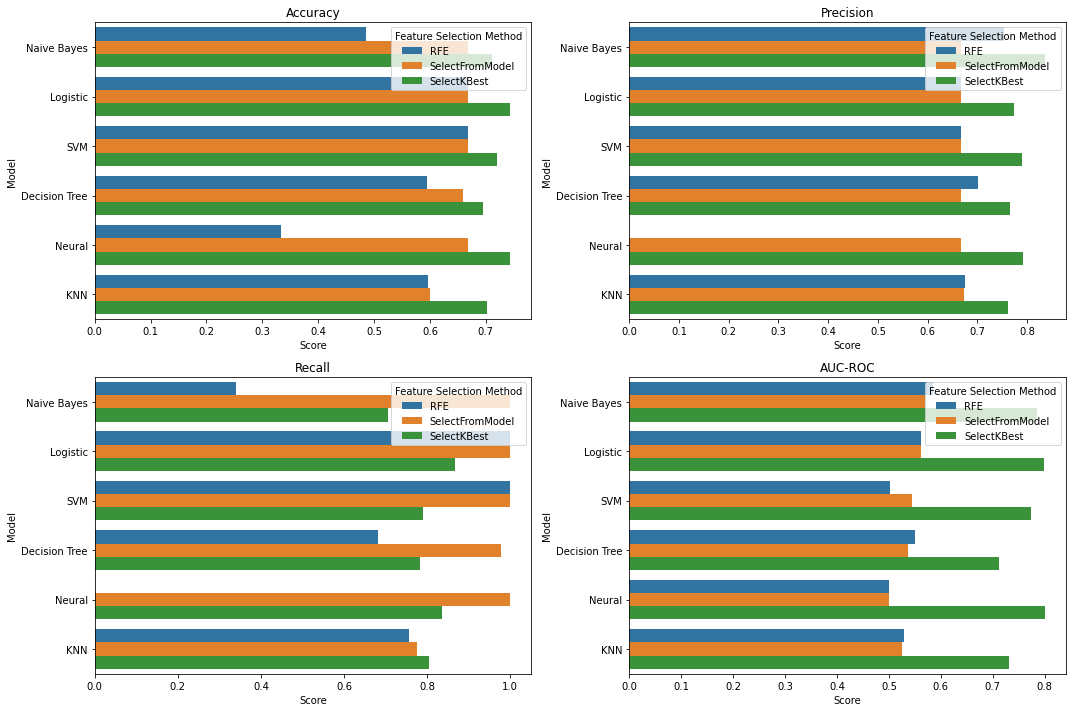 Accuracy
Model
Naive Bayes
Logistic
SVM
Decision Tree
Neural
KNN
Feature Selection Method
RFE
SelectFromModel
SelectKBest
0.0 0.1 0.2 0.3 0.4 0.5 0.6 0.7
Score
Precision
Model
Naive Bayes
Logistic
SVM
Decision Tree
Neural
KNN
Feature Selection Method
RFE
SelectFromModel
SelectKBest
0.0 0.1 0.2 0.3 0.4 0.5 0.6 0.7 0.8
Score
Recall
Model
Naive Bayes
Logistic
SVM
Decision Tree
Neural
KNN
Feature Selection Method
RFE
SelectFromModel
SelectKBest
0.0 0.2 0.4 0.6 0.8 1.0
Score
AUC-ROC
Model
Naive Bayes
Logistic
SVM
Decision Tree
Neural
KNN
Feature Selection Method
RFE
SelectFromModel
SelectKBest
0.0 0.1 0.2 0.3 0.4 0.5 0.6 0.7 0.8
Score